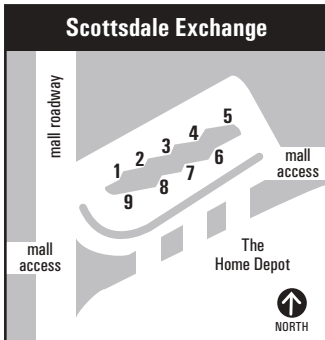 Scottsdale Exchange
mall roadway
5
4
3
2
1
6
7
8
9
mall
access
mall
access
The
Home Depot
NORTH